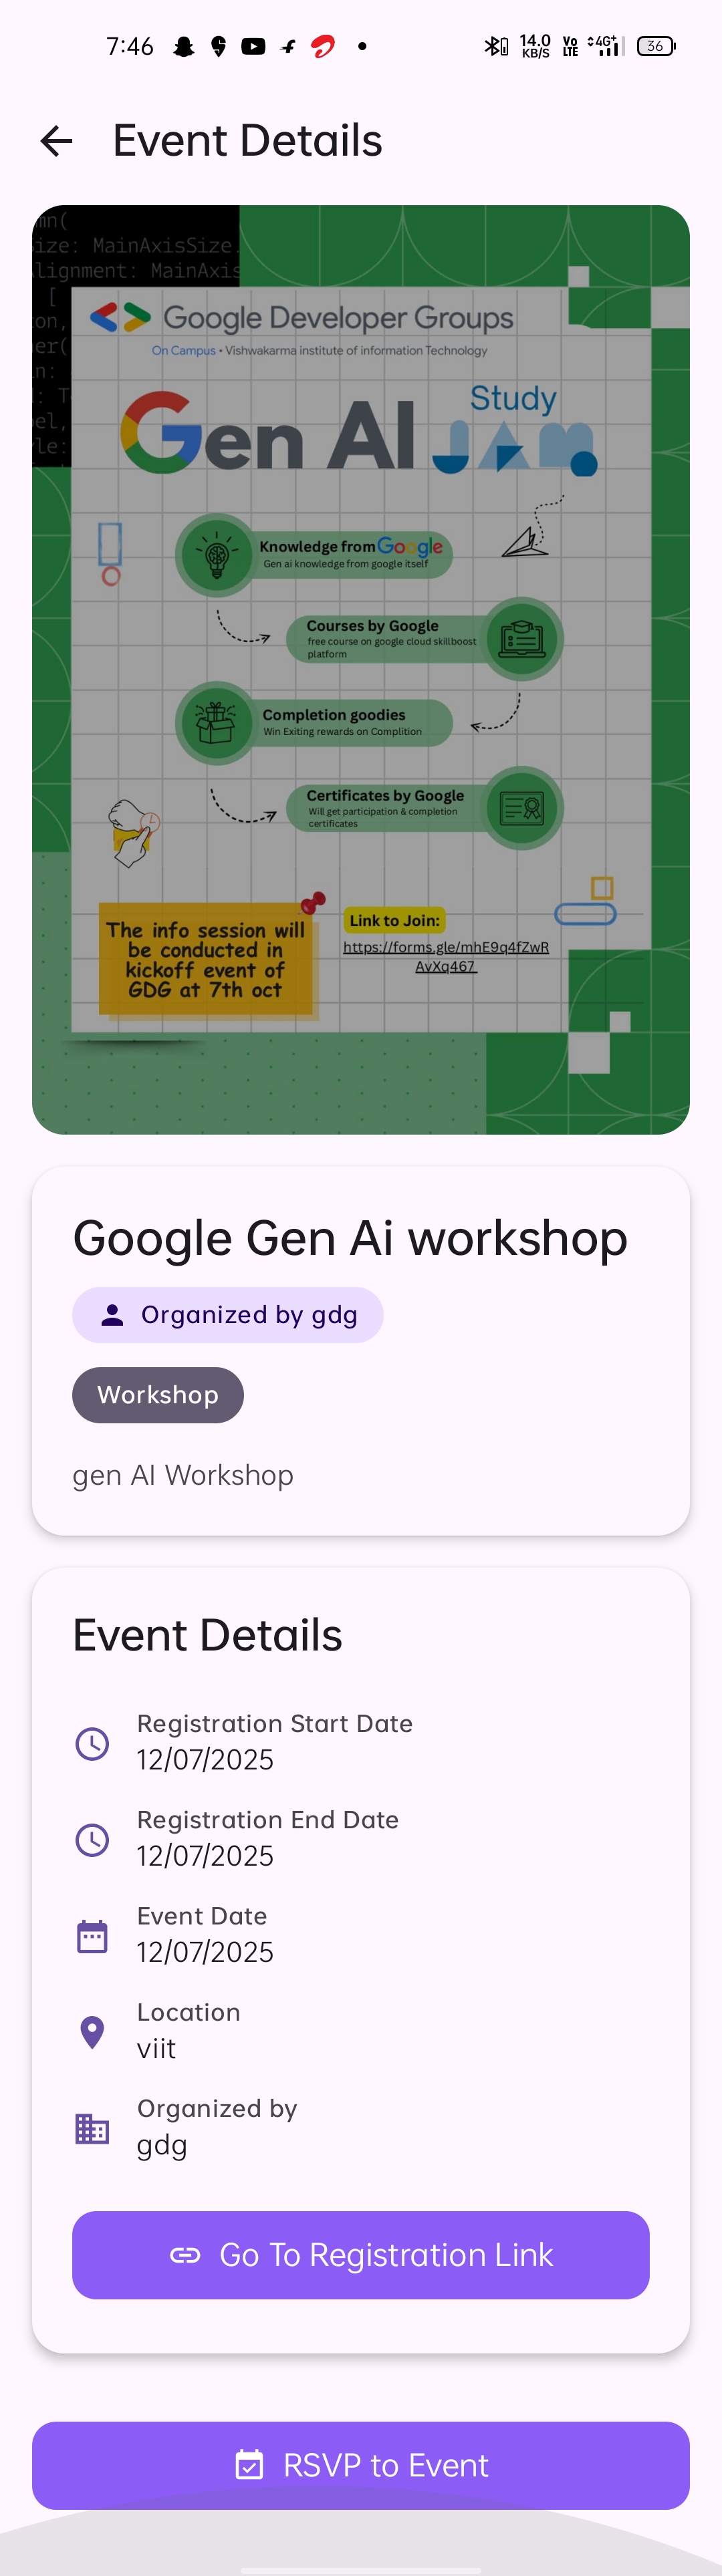 7:46
14.0
KB/S
Vo
LTE
4G+
36
Event Details
mn(
size: MainAxisSize.
lignment: MainAxis
[
on,
er(
n:
: T
el,
le:
Google Developer Groups
On Campus • Vishwakarma institute of information Technology
Gen AI
Study
JAM
Knowledge from Google
Gen ai knowledge from google itself
Courses by Google
free course on google cloud skillboost
platform
Completion goodies
Win Exiting rewards on Complition
Certificates by Google
Will get participation & completion
certificates
The info session will
be conducted in
kickoff event of
GDG at 7th oct
Link to Join:
https://forms.gle/mhE9q4fZwR
AvXq467
Google Gen Ai workshop
Organized by gdg
Workshop
gen AI Workshop
Event Details
Registration Start Date
12/07/2025
Registration End Date
12/07/2025
Event Date
12/07/2025
Location
viit
Organized by
gdg
Go To Registration Link
RSVP to Event